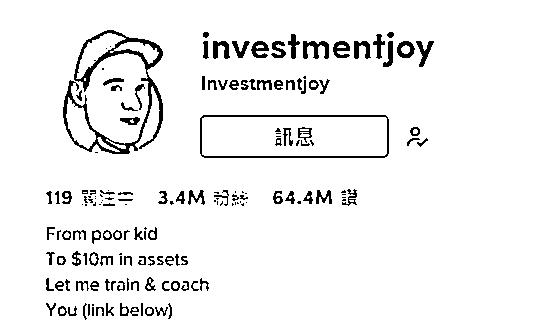 investmentjoy
Investmentjoy
訊息
119 關注中 3.4M 粉絲 64.4M 讚
From poor kid
To $10m in assets
Let me train & coach
You (link below)